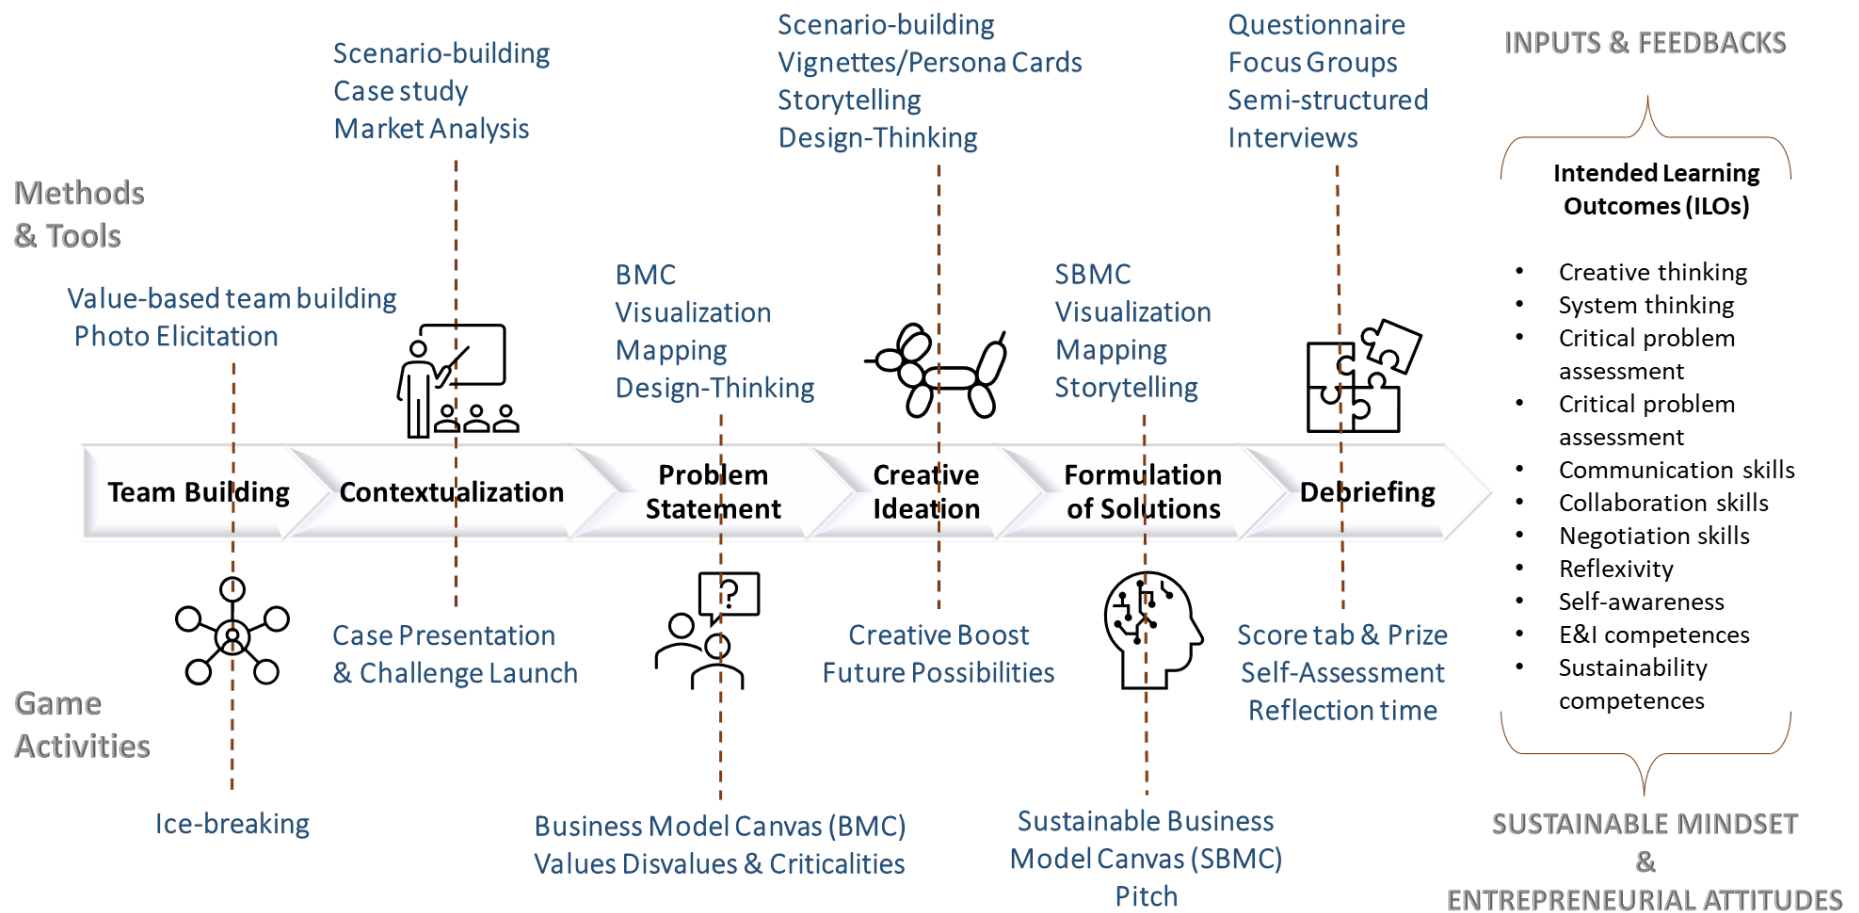 Methods
& Tools
Value-based team building
Photo Elicitation
Scenario-building
Case study
Market Analysis
BMC
Visualization
Mapping
Design-Thinking
Scenario-building
Vignettes/Persona Cards
Storytelling
Design-Thinking
SBMC
Visualization
Mapping
Storytelling
Questionnaire
Focus Groups
Semi-structured
Interviews
Team Building
Contextualization
Problem
Statement
Creative
Ideation
Formulation
of Solutions
Debriefing
?
Game
Activities
Ice-breaking
Case Presentation
& Challenge Launch
Business Model Canvas (BMC)
Values Disvalues & Criticalities
Creative Boost
Future Possibilities
Sustainable Business
Model Canvas (SBMC)
Pitch
Score tab & Prize
Self-Assessment
Reflection time
INPUTS & FEEDBACKS
Intended Learning
Outcomes (ILOs)
• Creative thinking
• System thinking
• Critical problem
assessment
• Critical problem
assessment
• Communication skills
• Collaboration skills
• Negotiation skills
• Reflexivity
• Self-awareness
• E&I competences
• Sustainability
competences
SUSTAINABLE MINDSET
&
ENTREPRENEURIAL ATTITUDES